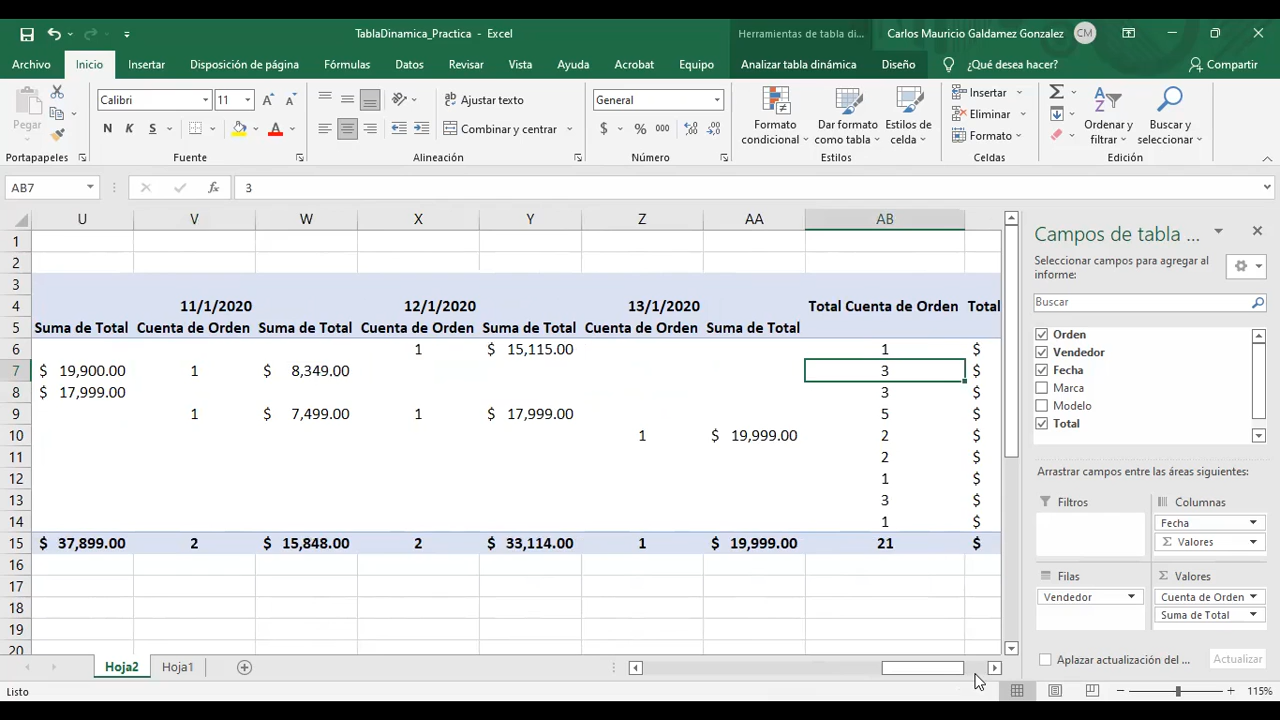 TablaDinamica_Practica - Excel
Herramientas de tabla di...
Carlos Mauricio Galdamez Gonzalez
CM
Archivo
Inicio
Insertar
Disposición de página
Fórmulas
Datos
Revisar
Vista
Ayuda
Acrobat
Equipo
Analizar tabla dinámica
Diseño
¿Qué desea hacer?
Compartir
Pegar
Calibri
11
N K S
Ajustar texto
Combinar y centrar
General
$ % 000
Formato condicional
Dar formato como tabla
Estilos de celda
Insertar
Eliminar
Formato
Ordenar y filtrar
Buscar y seleccionar
Portapapeles
Fuente
Alineación
Número
Estilos
Celdas
Edición
AB7
fx
3
U V W X Y Z AA AB
1
2
3
4 11/1/2020 12/1/2020 13/1/2020 Total Cuenta de Orden Total
5 Suma de Total Cuenta de Orden Suma de Total Cuenta de Orden Suma de Total Cuenta de Orden Suma de Total
6 1 $ 15,115.00 1 $
7 $ 19,900.00 1 $ 8,349.00 3 $
8 $ 17,999.00 3 $
9 1 $ 7,499.00 1 $ 17,999.00 5 $
10 1 $ 19,999.00 2 $
11 2 $
12 1 $
13 3 $
14 1 $
15 $ 37,899.00 2 $ 15,848.00 2 $ 33,114.00 1 $ 19,999.00 21 $
16
17
18
19
20
Campos de tabla ...
Seleccionar campos para agregar al
informe:
Buscar
Orden
Vendedor
Fecha
Marca
Modelo
Total
Arrastrar campos entre las áreas siguientes:
Filtros
Columnas
Fecha
Σ Valores
Filas
Σ Valores
Vendedor
Cuenta de Orden
Suma de Total
Aplazar actualización del ...
Actualizar
Hoja2
Hoja1
Listo
115%